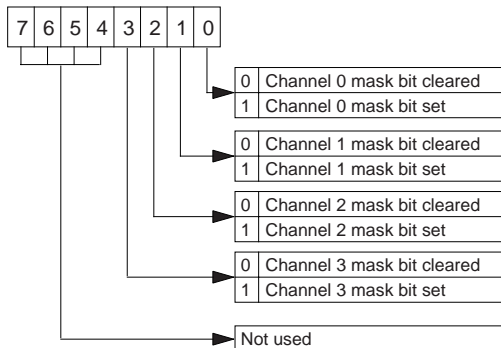 7 6 5 4 3 2 1 0
0 Channel 0 mask bit cleared
1 Channel 0 mask bit set
0 Channel 1 mask bit cleared
1 Channel 1 mask bit set
0 Channel 2 mask bit cleared
1 Channel 2 mask bit set
0 Channel 3 mask bit cleared
1 Channel 3 mask bit set
Not used